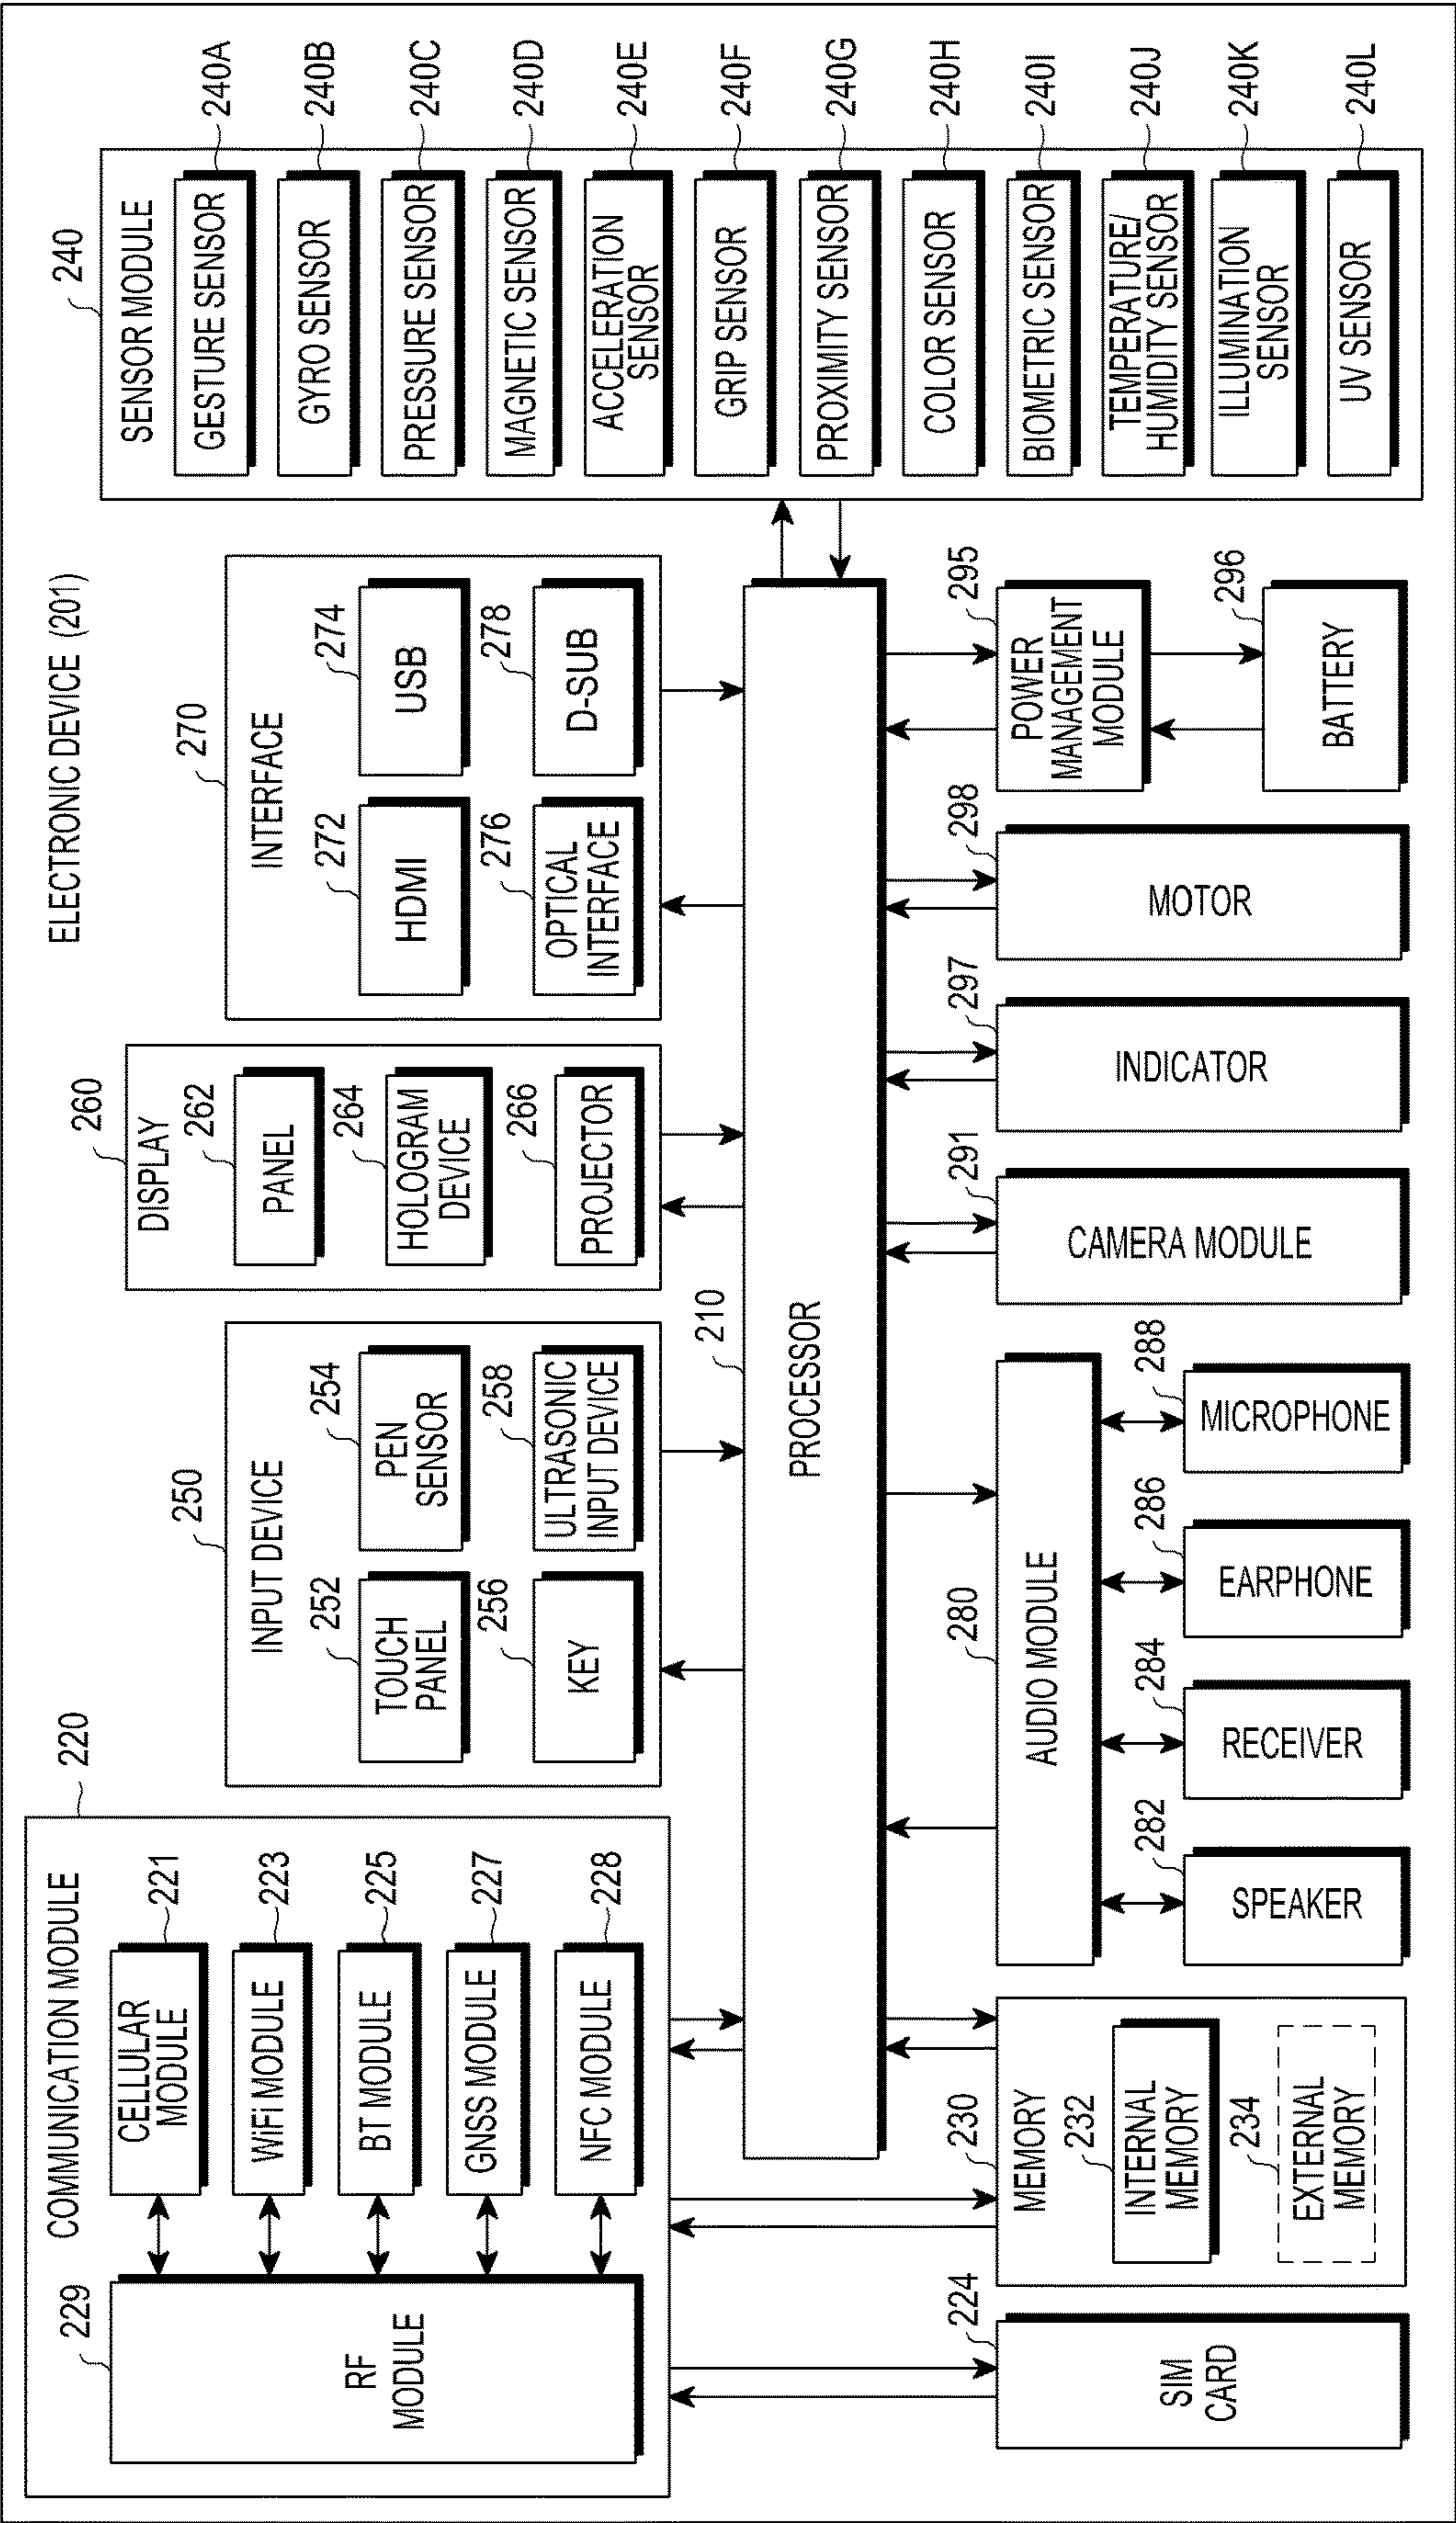 ELECTRONIC DEVICE (201)
220
COMMUNICATION MODULE
229
RF
MODULE
221
CELLULAR
MODULE
223
WiFi MODULE
225
BT MODULE
227
GNSS MODULE
228
NFC MODULE
250
INPUT DEVICE
252
TOUCH
PANEL
254
PEN
SENSOR
256
KEY
258
ULTRASONIC
INPUT DEVICE
260
DISPLAY
262
PANEL
264
HOLOGRAM
DEVICE
266
PROJECTOR
270
INTERFACE
272
HDMI
274
USB
276
OPTICAL
INTERFACE
278
D-SUB
240
SENSOR MODULE
GESTURE SENSOR
240A
GYRO SENSOR
240B
PRESSURE SENSOR
240C
MAGNETIC SENSOR
240D
ACCELERATION
SENSOR
240E
GRIP SENSOR
240F
PROXIMITY SENSOR
240G
COLOR SENSOR
240H
BIOMETRIC SENSOR
240I
TEMPERATURE/
HUMIDITY SENSOR
240J
ILLUMINATION
SENSOR
240K
UV SENSOR
240L
210
PROCESSOR
224
SIM
CARD
230
MEMORY
232
INTERNAL
MEMORY
234
EXTERNAL
MEMORY
280
AUDIO MODULE
282
SPEAKER
284
RECEIVER
286
EARPHONE
288
MICROPHONE
291
CAMERA MODULE
297
INDICATOR
298
MOTOR
295
POWER
MANAGEMENT
MODULE
296
BATTERY